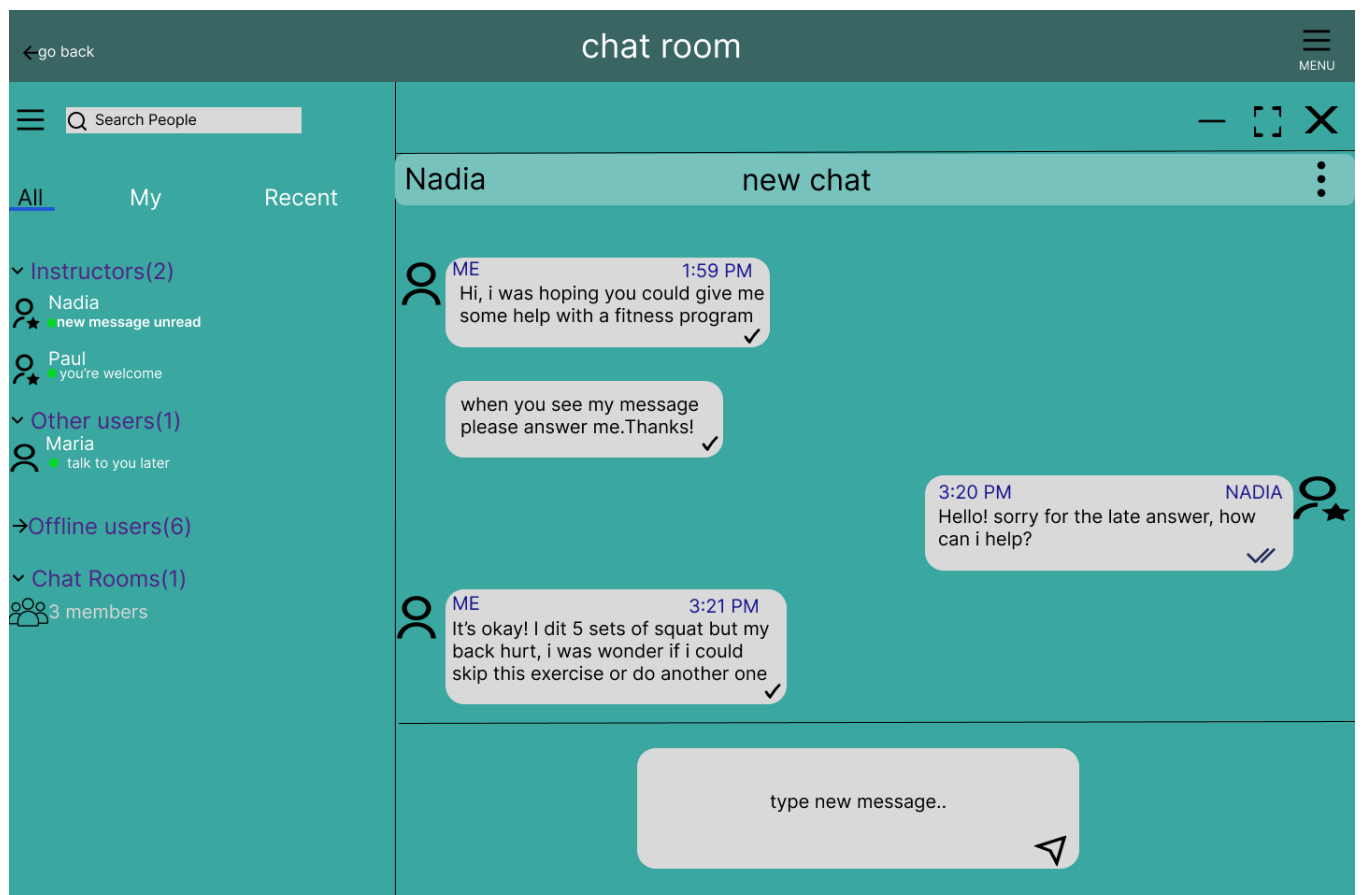 go back
chat room
MENU
Search People
All My Recent
Instructors(2)
Nadia
new message unread
Paul
you're welcome
Other users(1)
Maria
talk to you later
Offline users(6)
Chat Rooms(1)
3 members
Nadia new chat
ME 1:59 PM
Hi, i was hoping you could give me
some help with a fitness program
when you see my message
please answer me.Thanks!
3:20 PM NADIA
Hello! sorry for the late answer, how
can i help?
ME 3:21 PM
It's okay! I dit 5 sets of squat but my
back hurt, i was wonder if i could
skip this exercise or do another one
type new message..